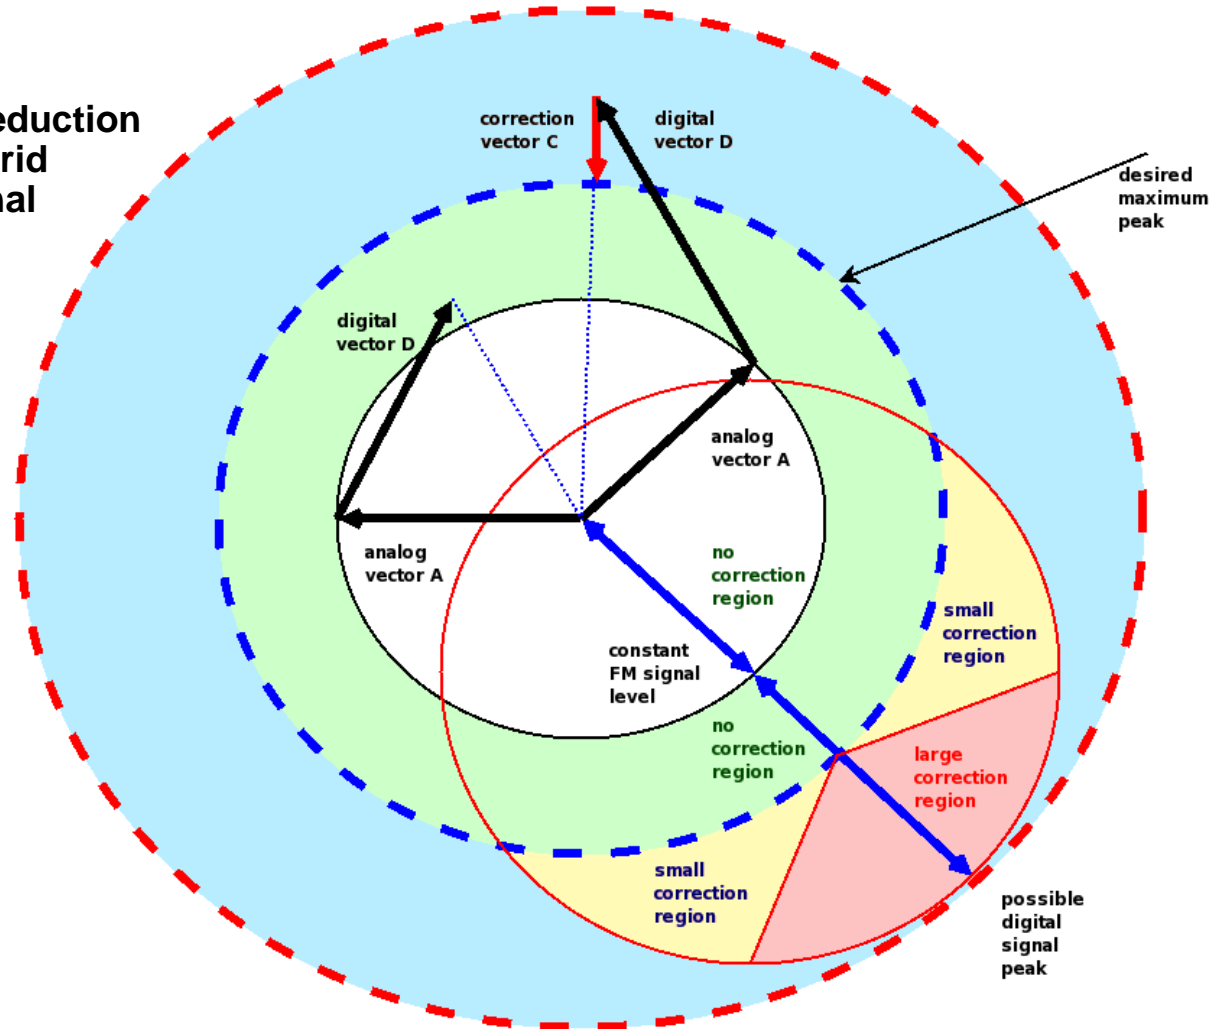 eduction
rid
nal
correction
vector C
digital
vector D
desired
maximum
peak
digital
vector D
analog
vector A
analog
vector A
no
correction
region
small
correction
region
constant
FM signal
level
no
correction
region
large
correction
region
small
correction
region
possible
digital
signal
peak